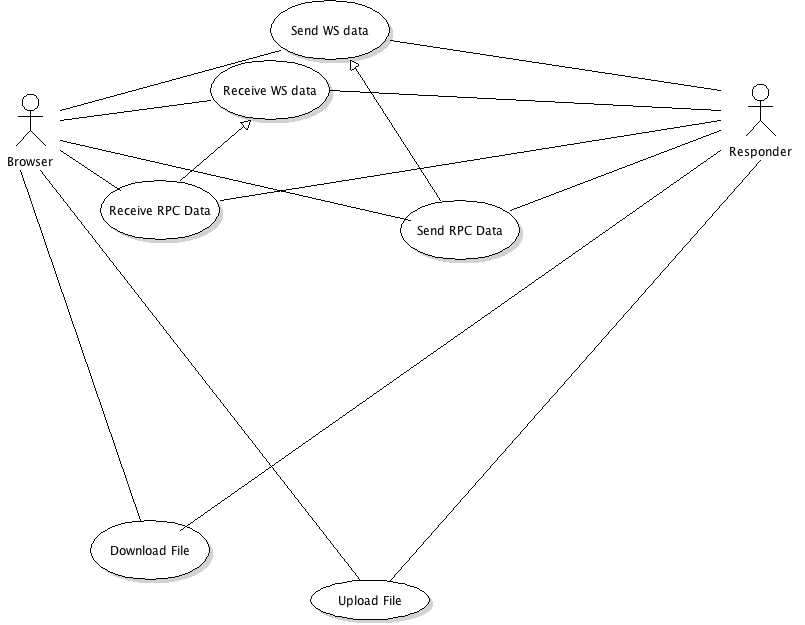 Send WS data
Receive WS data
Browser
Responder
Receive RPC Data
Send RPC Data
Download File
Upload File